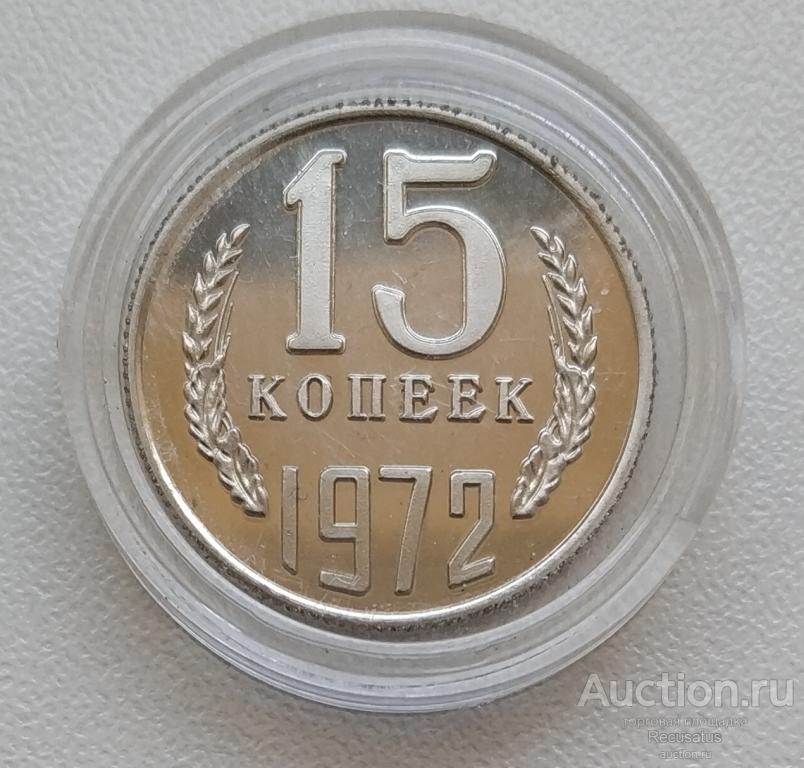 15
КОПЕЕК
1972
Auction.ru
торговая площадка
Recusatus
auction.ru